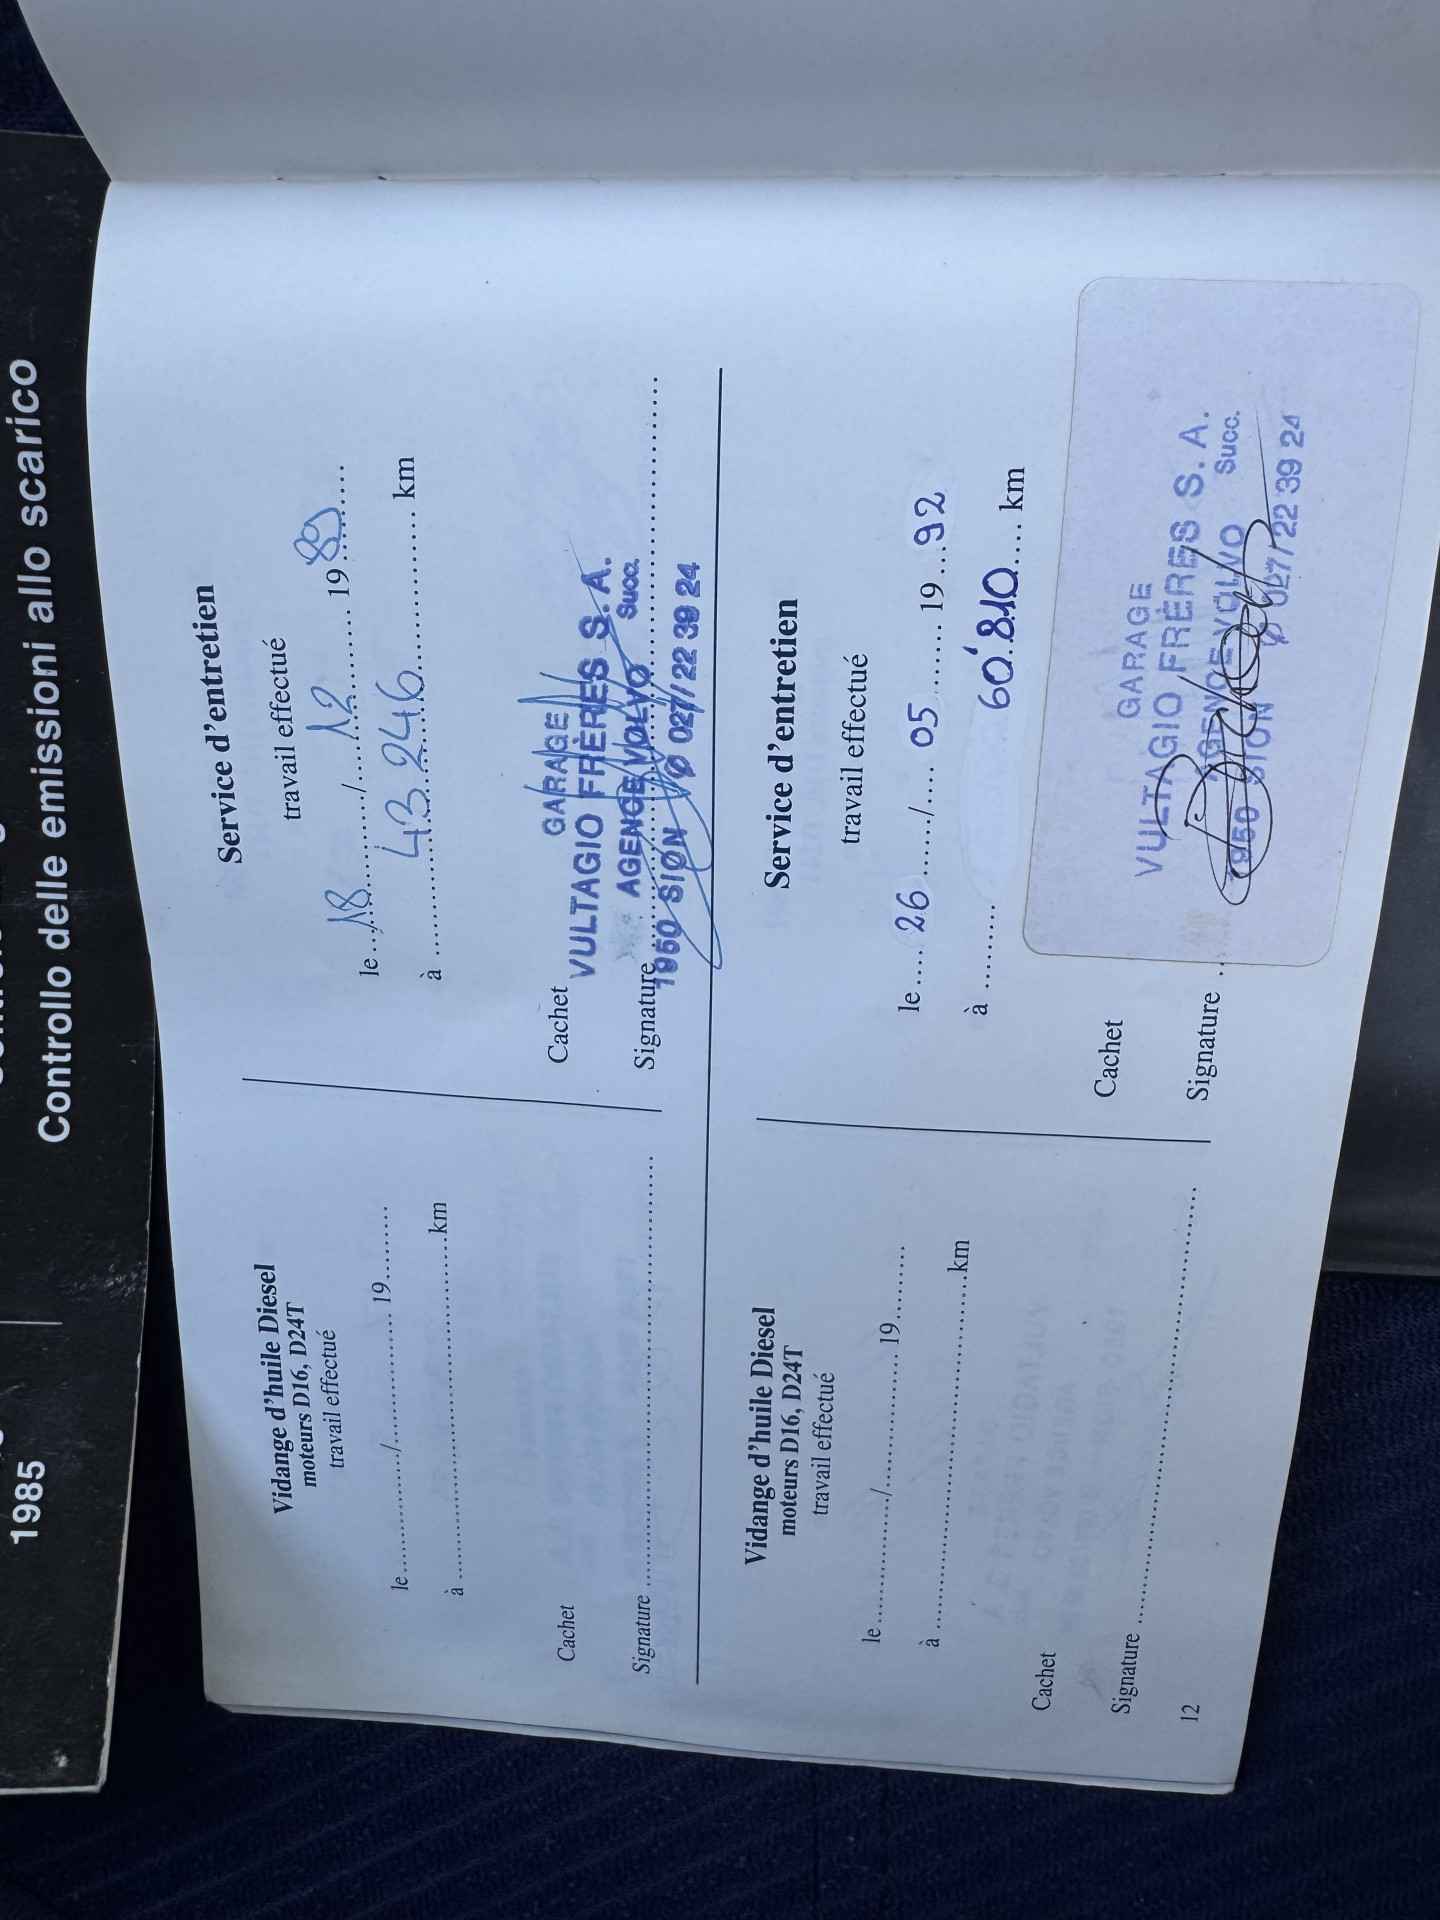 Controllo delle emissioni allo scarico
1985
Vidange d'huile Diesel
moteurs D16, D24T
travail effectué
le ............/............ 19........
à ........................km
Cachet
Signature ........................
Service d'entretien
travail effectué
le ...18........../....12........ 19 89....
à ........43 246........ km
Cachet
GARAGE
VULTAGIO FRÈRES S.A.
AGENCE VOLVO Succ.
1950 SION ∅ 027/22 39 24
Signature ........................
Vidange d'huile Diesel
moteurs D16, D24T
travail effectué
le ............/............ 19........
à ........................km
Cachet
Signature ........................
12
Service d'entretien
travail effectué
le .... 26 ....../.... 05 ...... 19 ...92
à ........ 60'810.... km
Cachet
GARAGE
VULTAGIO FRÈRES S.A.
AGENCE VOLVO Succ.
1950 SION ∅ 027/22 39 24
Signature ..